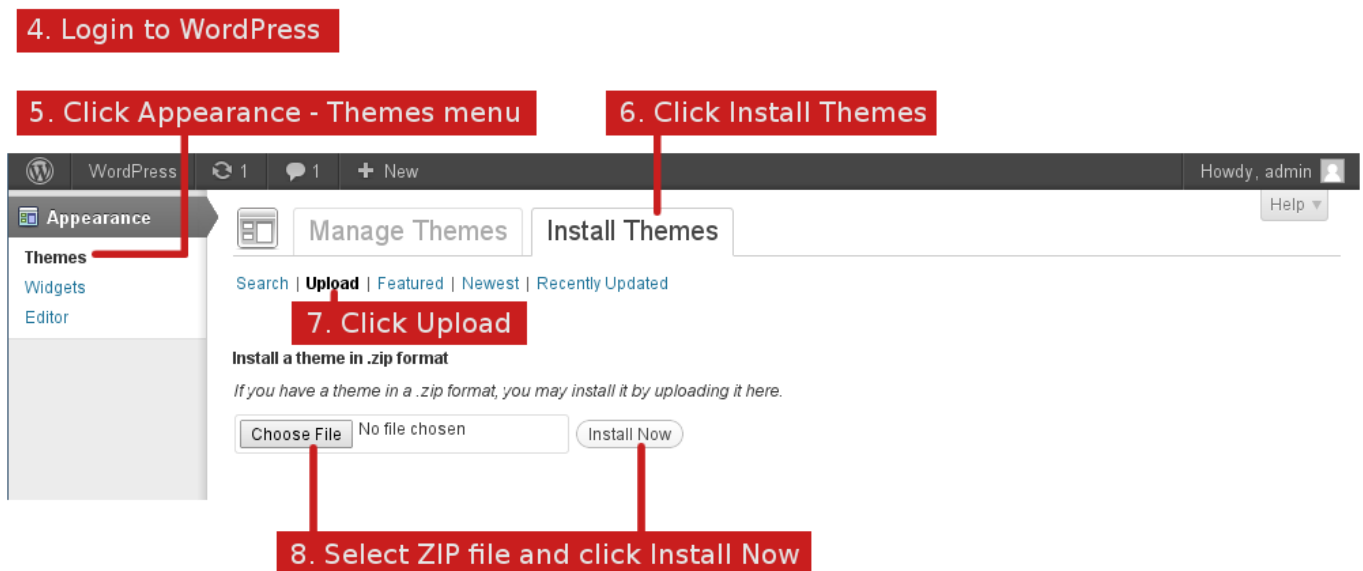 4. Login to WordPress
5. Click Appearance - Themes menu
6. Click Install Themes
WordPress 1 1 + New Howdy, admin
Appearance
Help
Manage Themes Install Themes
Themes
Widgets
Editor
Search | Upload | Featured | Newest | Recently Updated
7. Click Upload
Install a theme in .zip format
If you have a theme in a .zip format, you may install it by uploading it here.
Choose File No file chosen Install Now
8. Select ZIP file and click Install Now